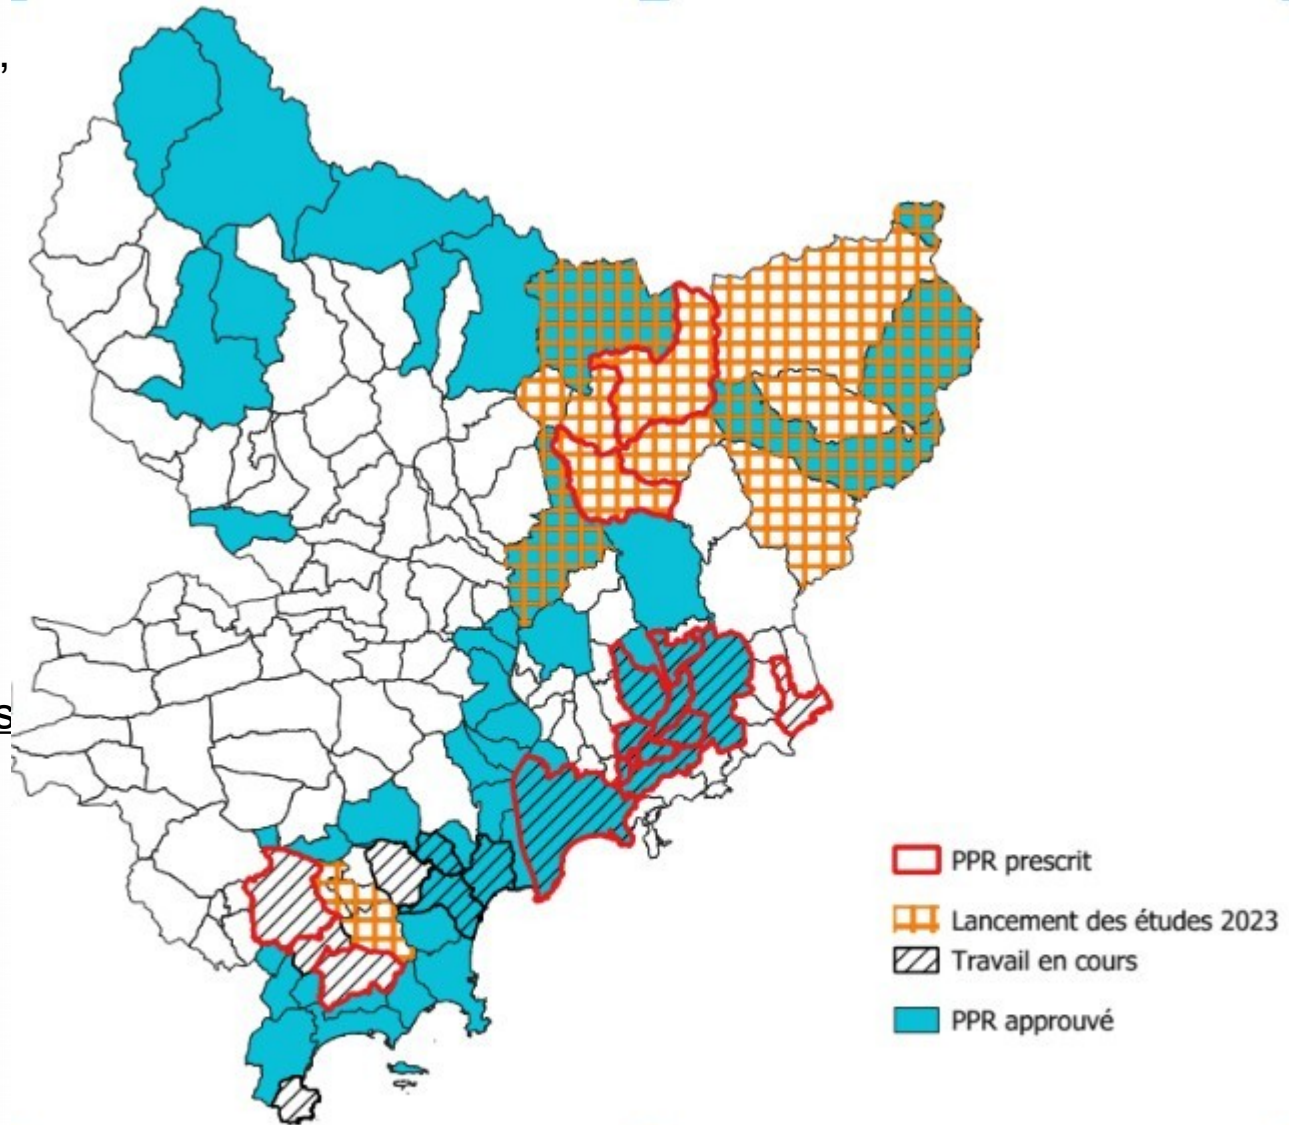 ,
s
PPR prescrit
Lancement des études 2023
Travail en cours
PPR approuvé